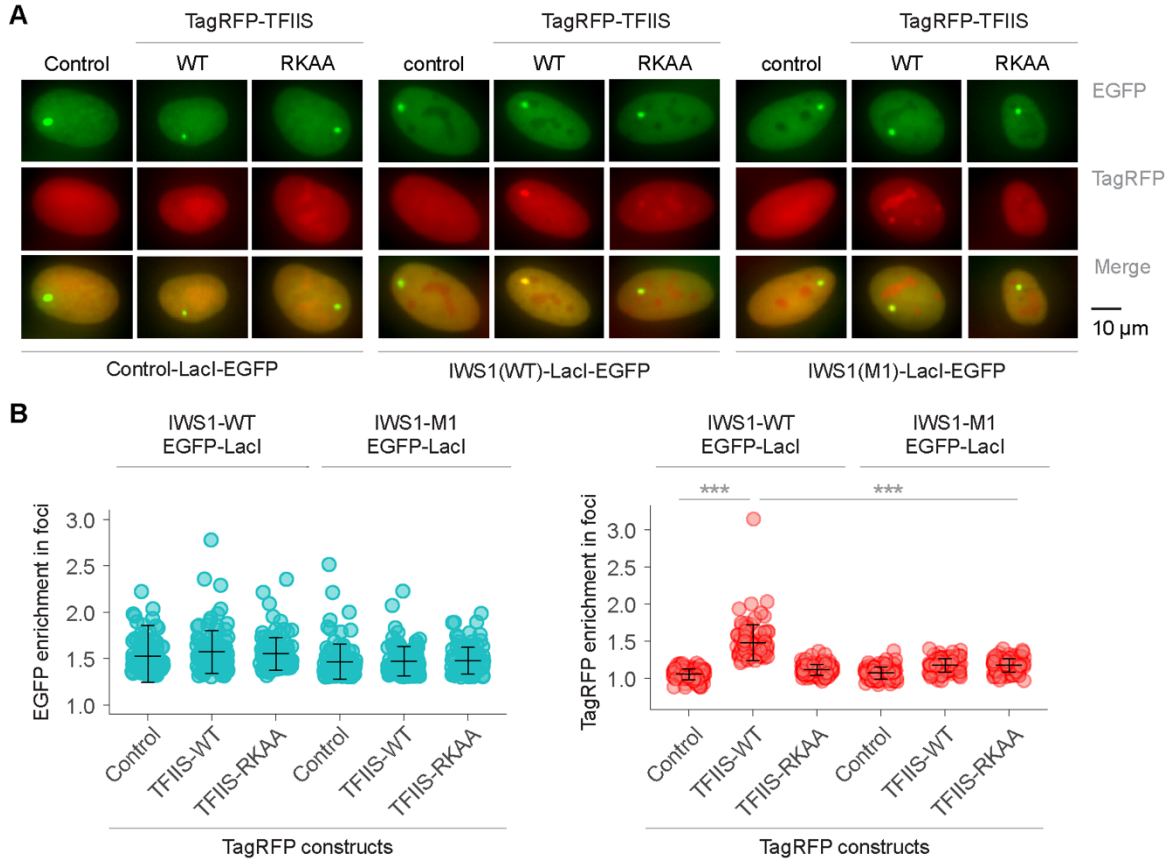 A
TagRFP-TFIIS TagRFP-TFIIS TagRFP-TFIIS
Control WT RKAA control WT RKAA control WT RKAA
EGFP
TagRFP
Merge
10 µm
Control-LacI-EGFP IWS1(WT)-LacI-EGFP IWS1(M1)-LacI-EGFP
B
IWS1-WT IWS1-M1
EGFP-LacI EGFP-LacI
EGFP enrichment in foci
3.0
2.5
2.0
1.5
1.0
Control TFIIS-WT TFIIS-RKAA Control TFIIS-WT TFIIS-RKAA
TagRFP constructs
IWS1-WT IWS1-M1
EGFP-LacI EGFP-LacI
*** ***
TagRFP enrichment in foci
3.0
2.5
2.0
1.5
1.0
Control TFIIS-WT TFIIS-RKAA Control TFIIS-WT TFIIS-RKAA
TagRFP constructs